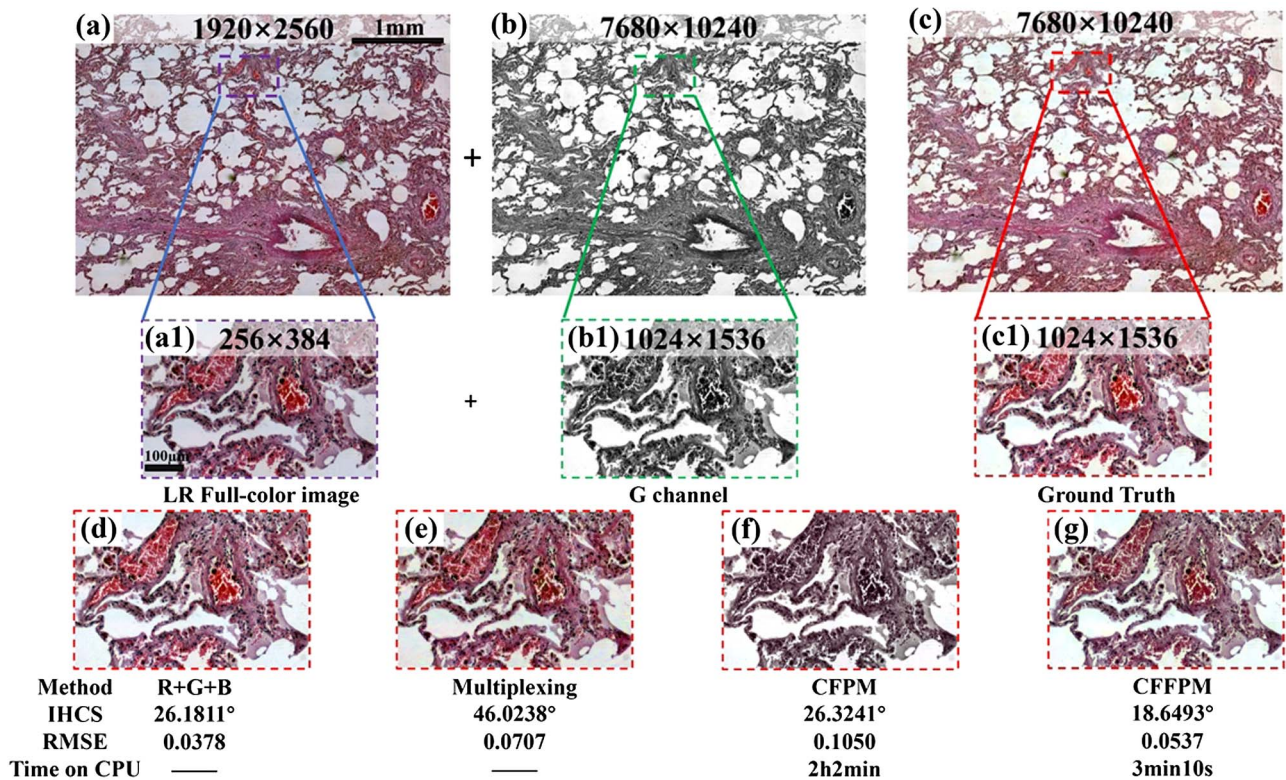 (a) 1920×2560 1mm (b) 7680×10240 (c) 7680×10240
+
(a1) 256×384 (b1) 1024×1536 (c1) 1024×1536
+
100μm
LR Full-color image G channel Ground Truth
(d) (e) (f) (g)
Method R+G+B Multiplexing CFPM CFFPM
IHCS 26.1811° 46.0238° 26.3241° 18.6493°
RMSE 0.0378 0.0707 0.1050 0.0537
Time on CPU —— —— 2h2min 3min10s